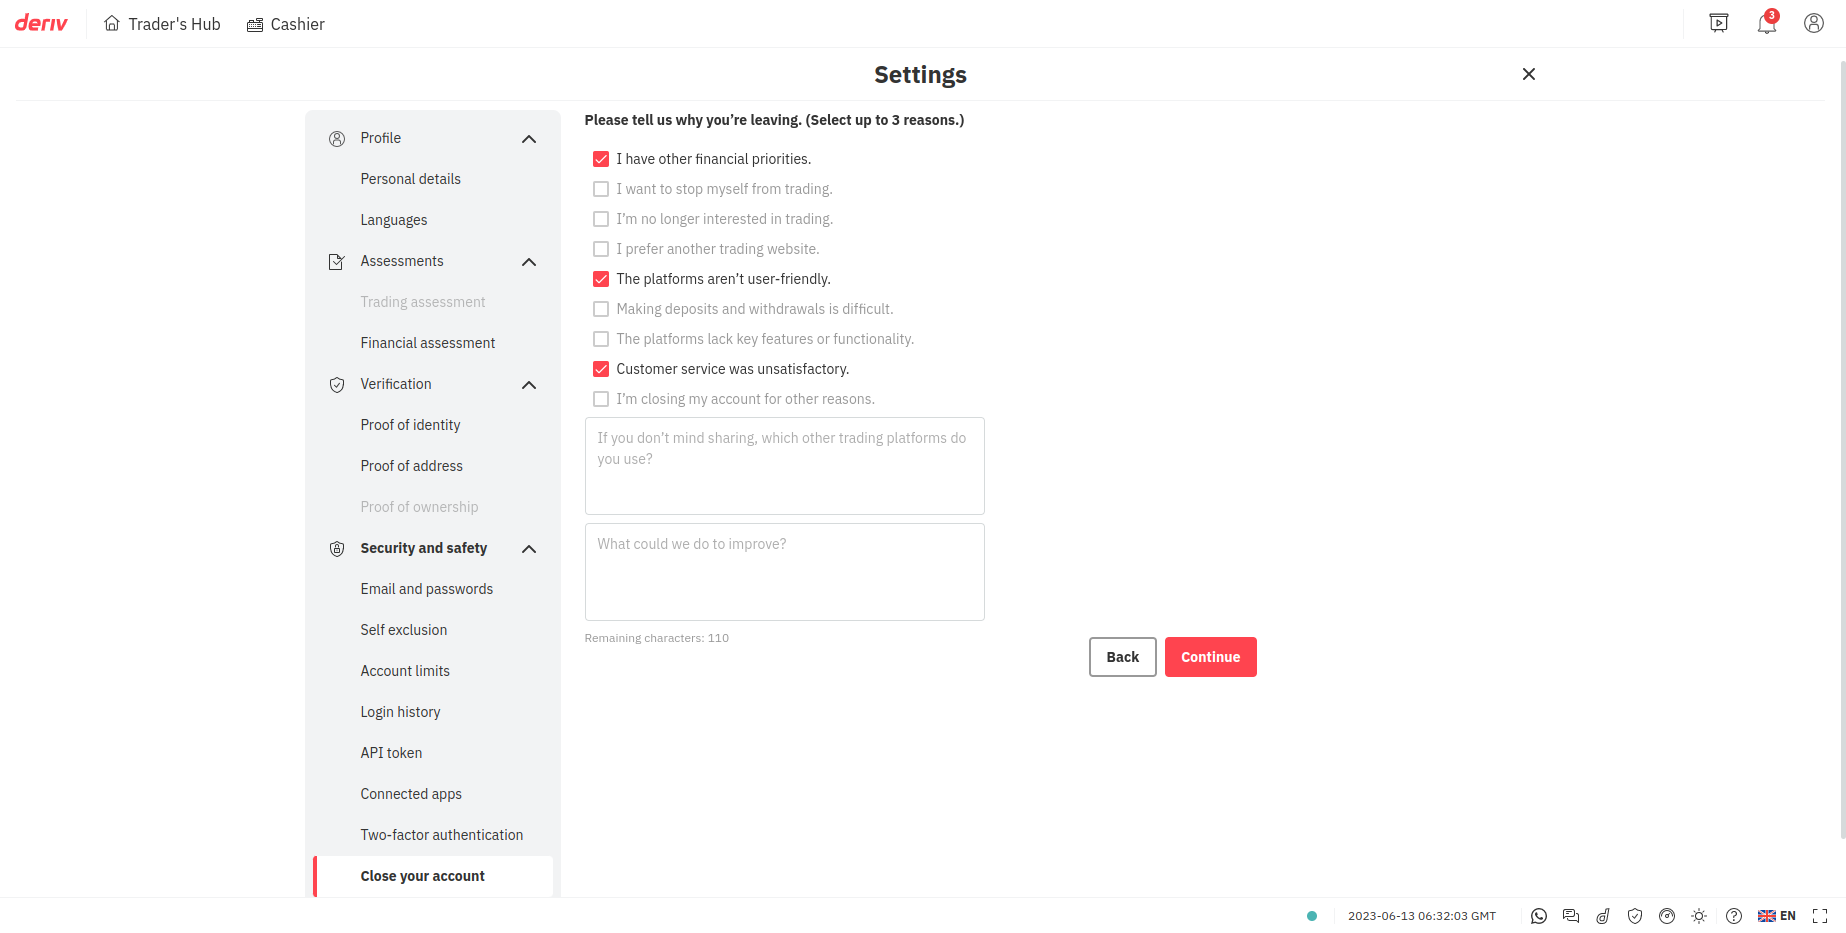 deriv
Trader's Hub
Cashier
3
Settings
Profile
Personal details
Languages
Assessments
Trading assessment
Financial assessment
Verification
Proof of identity
Proof of address
Proof of ownership
Security and safety
Email and passwords
Self exclusion
Account limits
Login history
API token
Connected apps
Two-factor authentication
Close your account
Please tell us why you’re leaving. (Select up to 3 reasons.)
I have other financial priorities.
I want to stop myself from trading.
I’m no longer interested in trading.
I prefer another trading website.
The platforms aren’t user-friendly.
Making deposits and withdrawals is difficult.
The platforms lack key features or functionality.
Customer service was unsatisfactory.
I’m closing my account for other reasons.
If you don’t mind sharing, which other trading platforms do
you use?
What could we do to improve?
Remaining characters: 110
Back
Continue
2023-06-13 06:32:03 GMT
EN